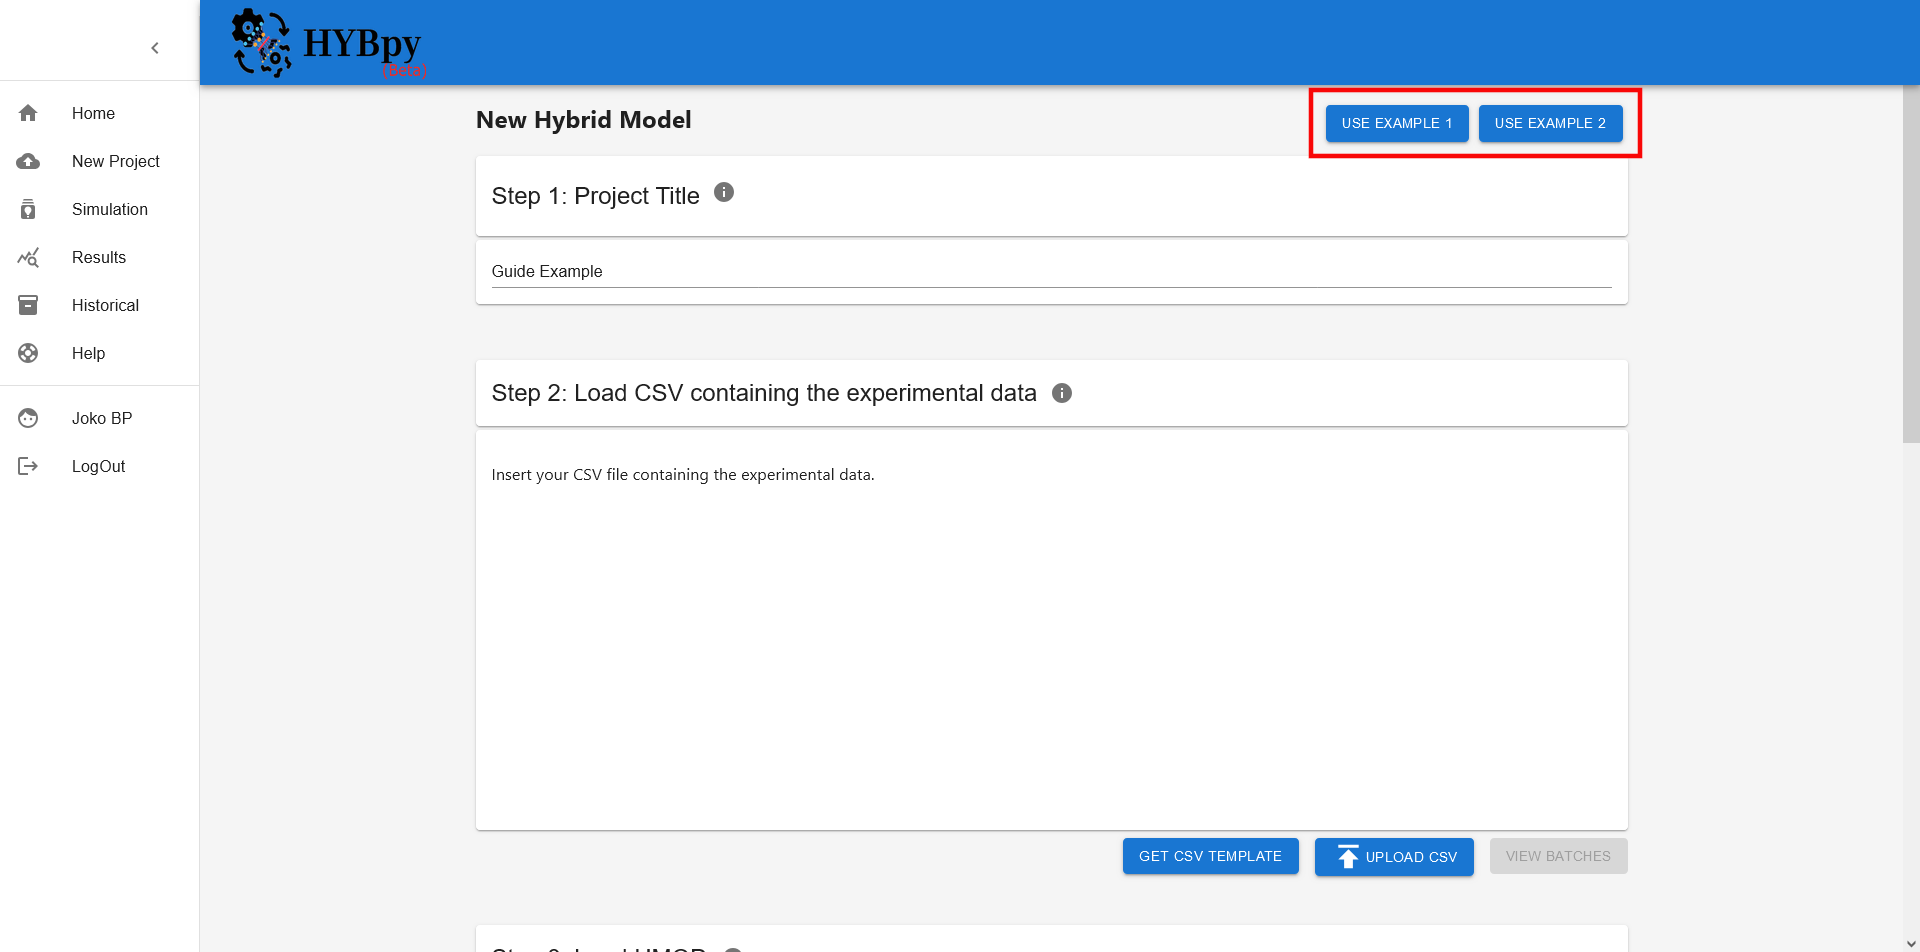 HYBpy
(Beta)
Home
New Project
Simulation
Results
Historical
Help
Joko BP
LogOut
New Hybrid Model
USE EXAMPLE 1
USE EXAMPLE 2
Step 1: Project Title
Guide Example
Step 2: Load CSV containing the experimental data
Insert your CSV file containing the experimental data.
GET CSV TEMPLATE
UPLOAD CSV
VIEW BATCHES